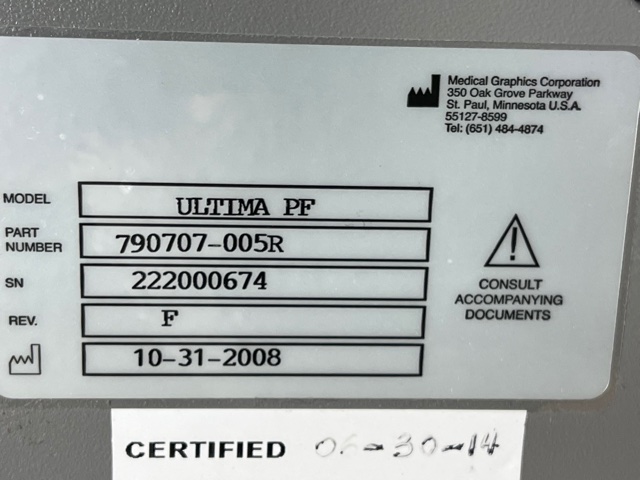 Medical Graphics Corporation
350 Oak Grove Parkway
St. Paul, Minnesota U.S.A.
55127-8599
Tel: (651) 484-4874
MODEL ULTIMA PF
PART NUMBER 790707-005R
SN 222000674
REV. F
10-31-2008
CONSULT
ACCOMPANYING
DOCUMENTS
CERTIFIED 06-30-14